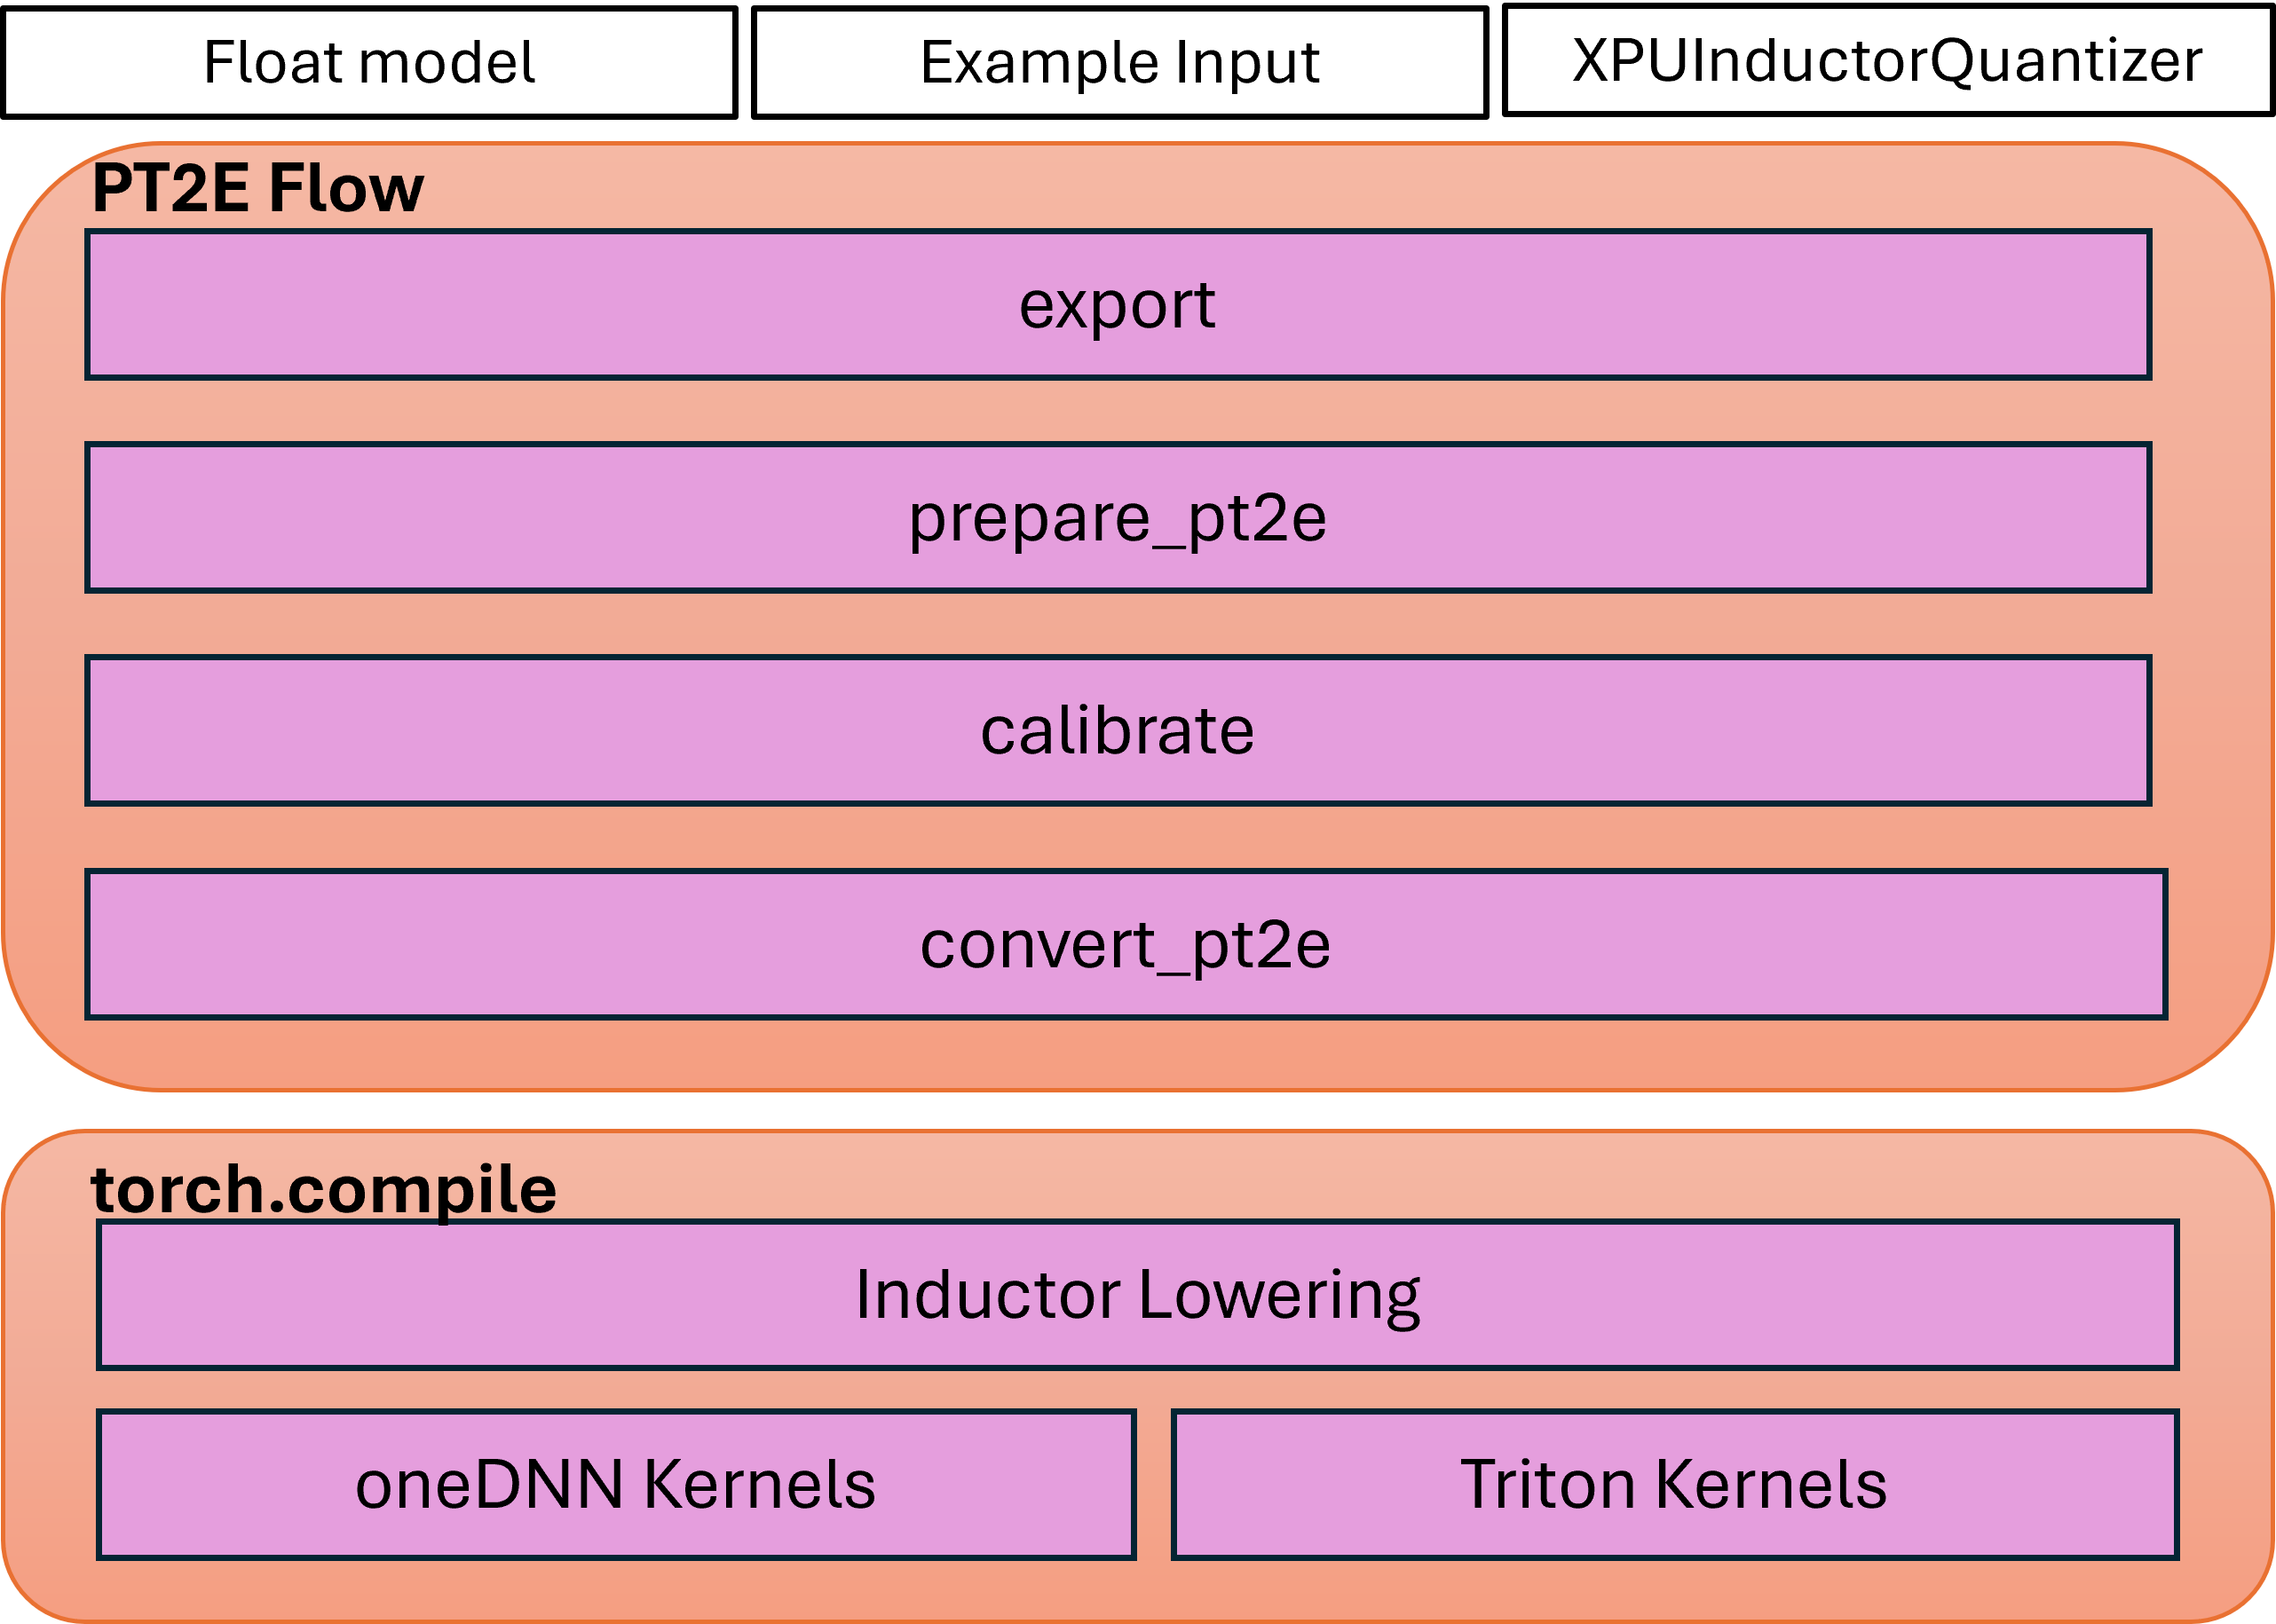 Float model
Example Input
XPUInductorQuantizer
PT2E Flow
export
prepare_pt2e
calibrate
convert_pt2e
torch.compile
Inductor Lowering
oneDNN Kernels
Triton Kernels